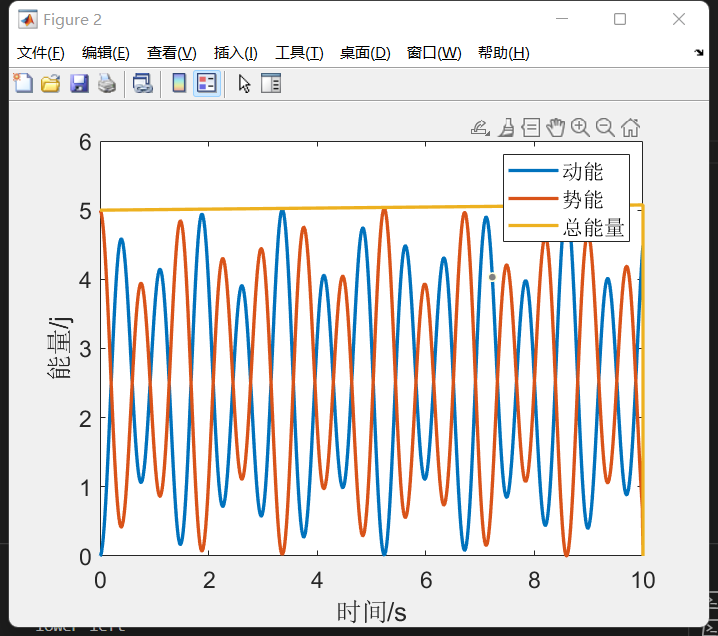 Figure 2
文件(F) 编辑(E) 查看(V) 插入(I) 工具(T) 桌面(D) 窗口(W) 帮助(H)
6
5
4
3
2
1
0
能量/j
动能
势能
总能量
0 2 4 6 8 10
时间/s
lower left